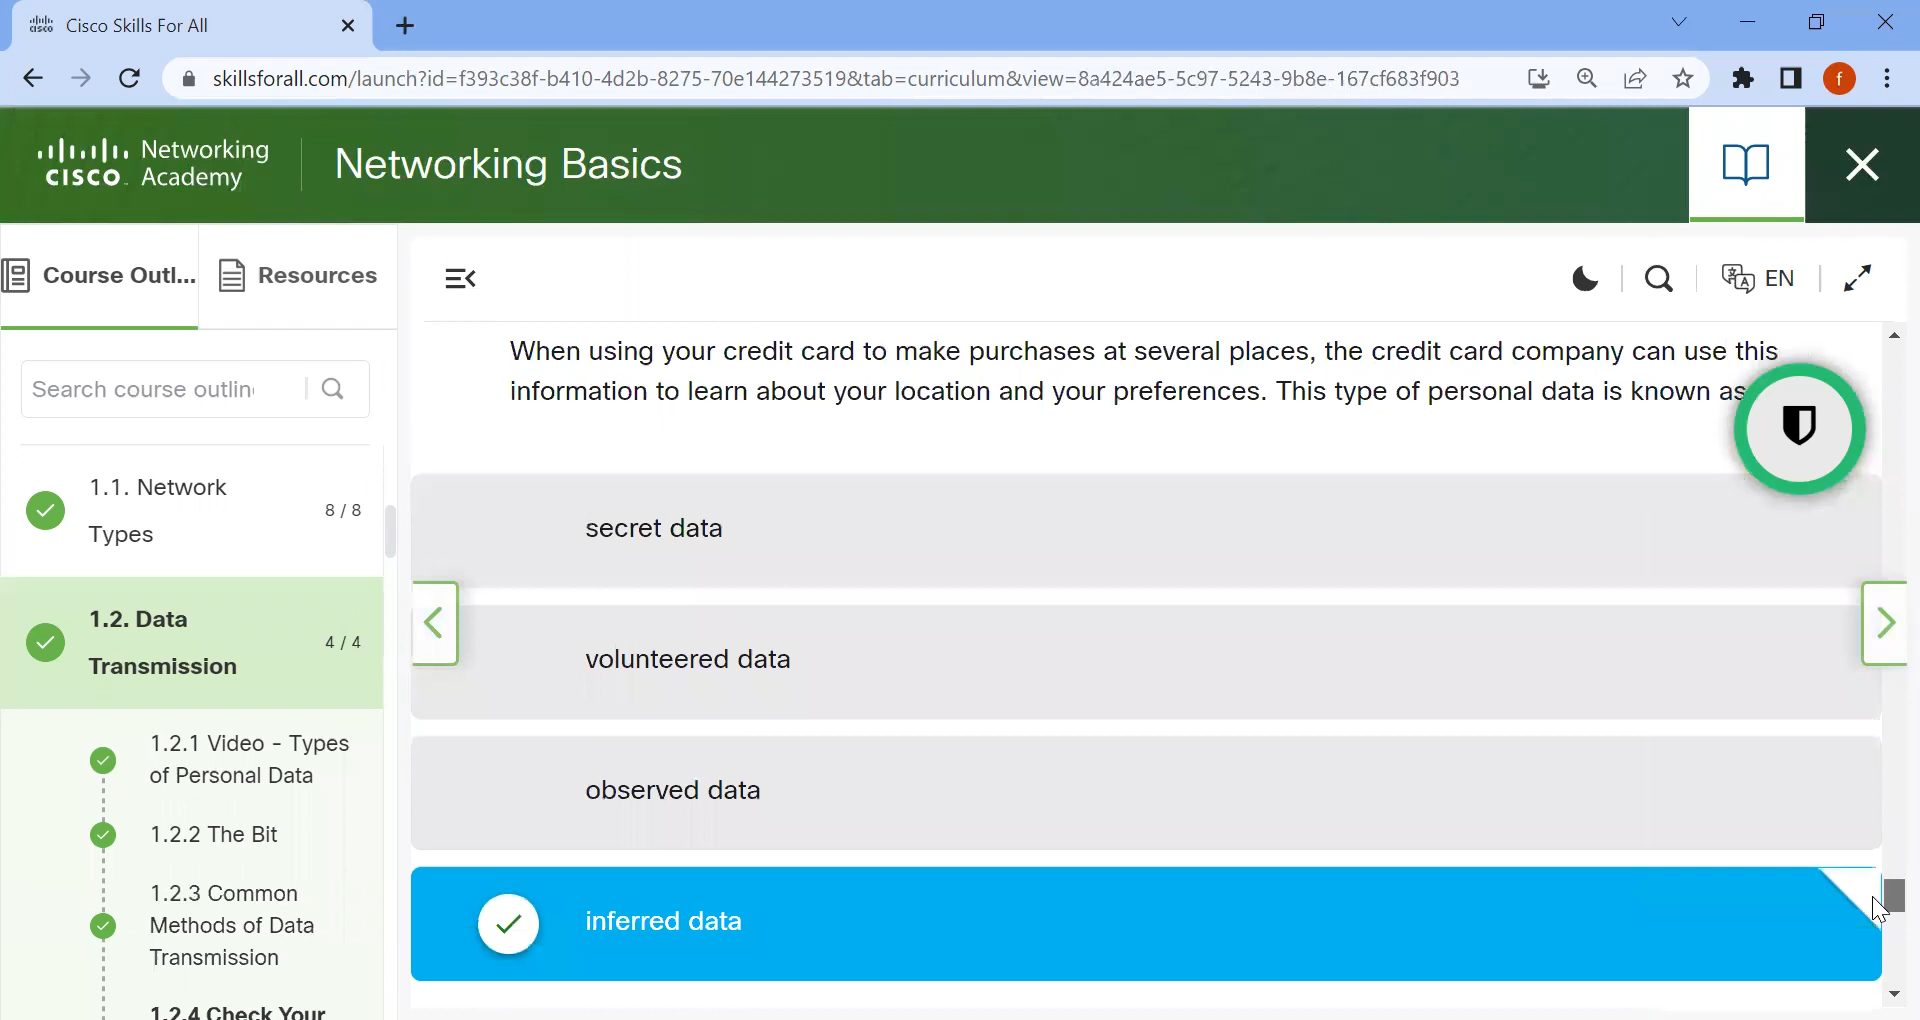 Cisco Skills For All
skillsforall.com/launch?id=f393c38f-b410-4d2b-8275-70e144273519&tab=curriculum&view=8a424ae5-5c97-5243-9b8e-167cf683f903
f
Networking
CISCO Academy
Networking Basics
Course Outl...
Resources
EN
Search course outlin
1.1. Network
Types
8 / 8
1.2. Data
Transmission
4 / 4
1.2.1 Video - Types
of Personal Data
1.2.2 The Bit
1.2.3 Common
Methods of Data
Transmission
1.2.4 Check Your
When using your credit card to make purchases at several places, the credit card company can use this
information to learn about your location and your preferences. This type of personal data is known as
secret data
volunteered data
observed data
inferred data